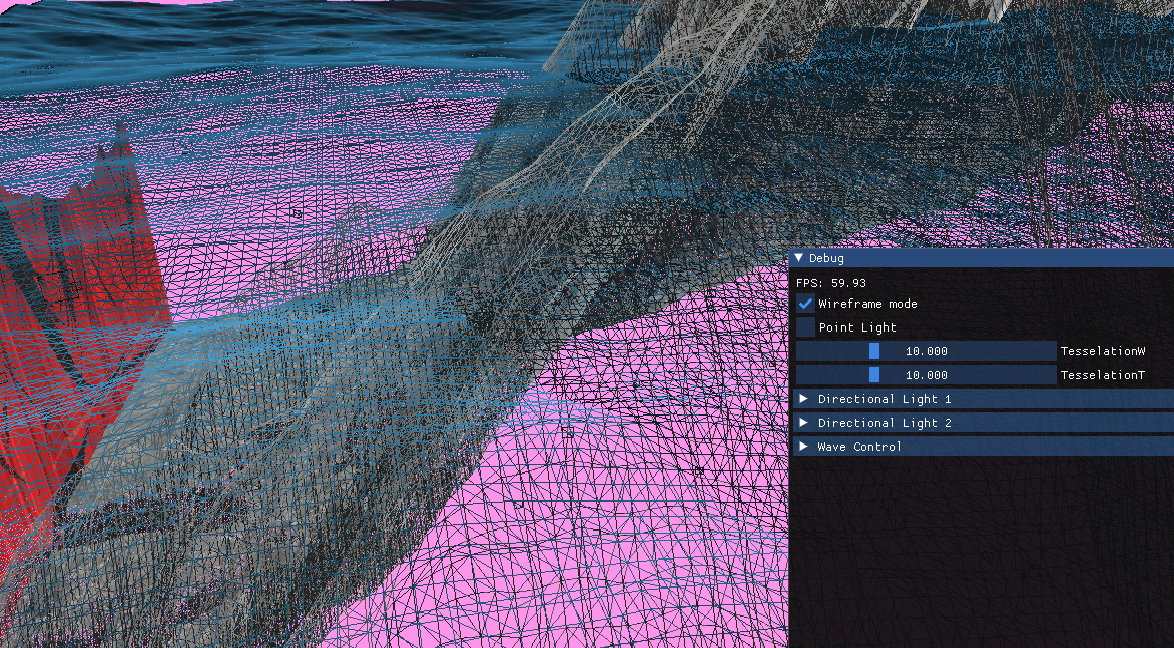 Debug
FPS: 59.93
Wireframe mode
Point Light
10.000 TesselationW
10.000 TesselationT
Directional Light 1
Directional Light 2
Wave Control